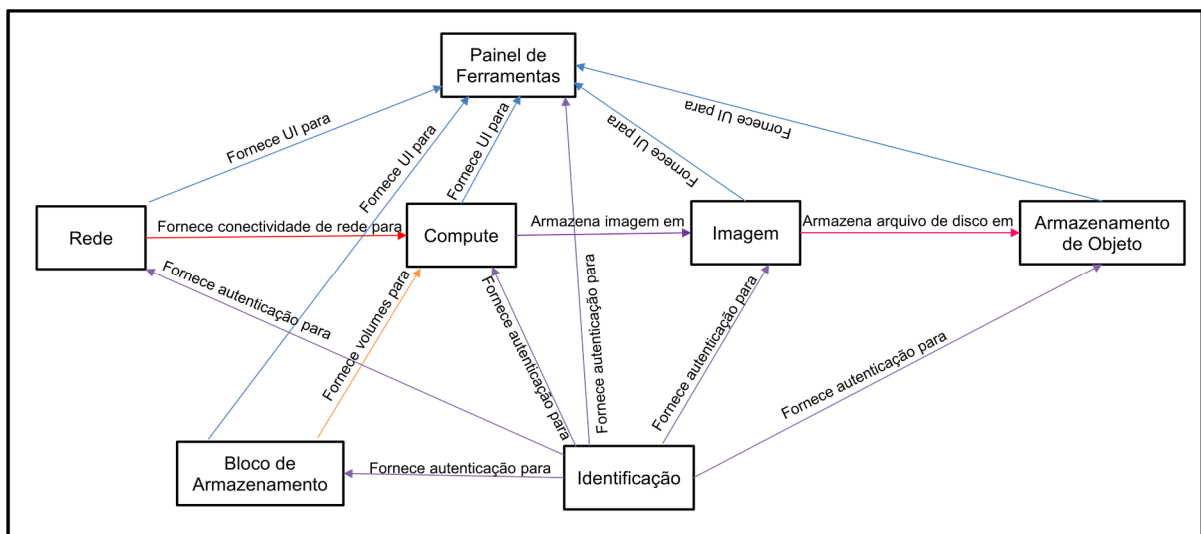 Painel de
Ferramentas
Fornece UI para
Fornece UI para
Fornece UI para
Fornece UI para
Fornece UI para
Rede
Fornece conectividade de rede para
Compute
Armazena imagem em
Imagem
Armazena arquivo de disco em
Armazenamento
de Objeto
Fornece autenticação para
Fornece volumes para
Fornece autenticação para
Fornece autenticação para
Fornece autenticação para
Fornece autenticação para
Bloco de
Armazenamento
Fornece autenticação para
Identificação